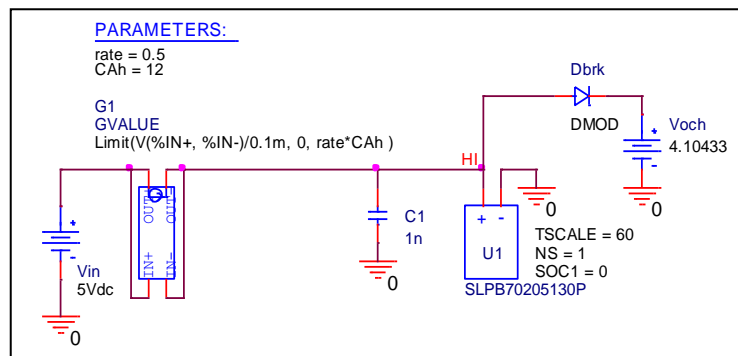 PARAMETERS:
rate = 0.5
CAh = 12
G1
GVALUE
Limit(V(%IN+, %IN-)/0.1m, 0, rate*CAh )
Dbrk
DMOD
Voch
4.10433
HI
OUT+
OUT-
IN+
IN-
+
-
Vin
5Vdc
0
C1
1n
0
+ -
U1
0
TSCALE = 60
NS = 1
SOC1 = 0
SLPB70205130P
+
-
0